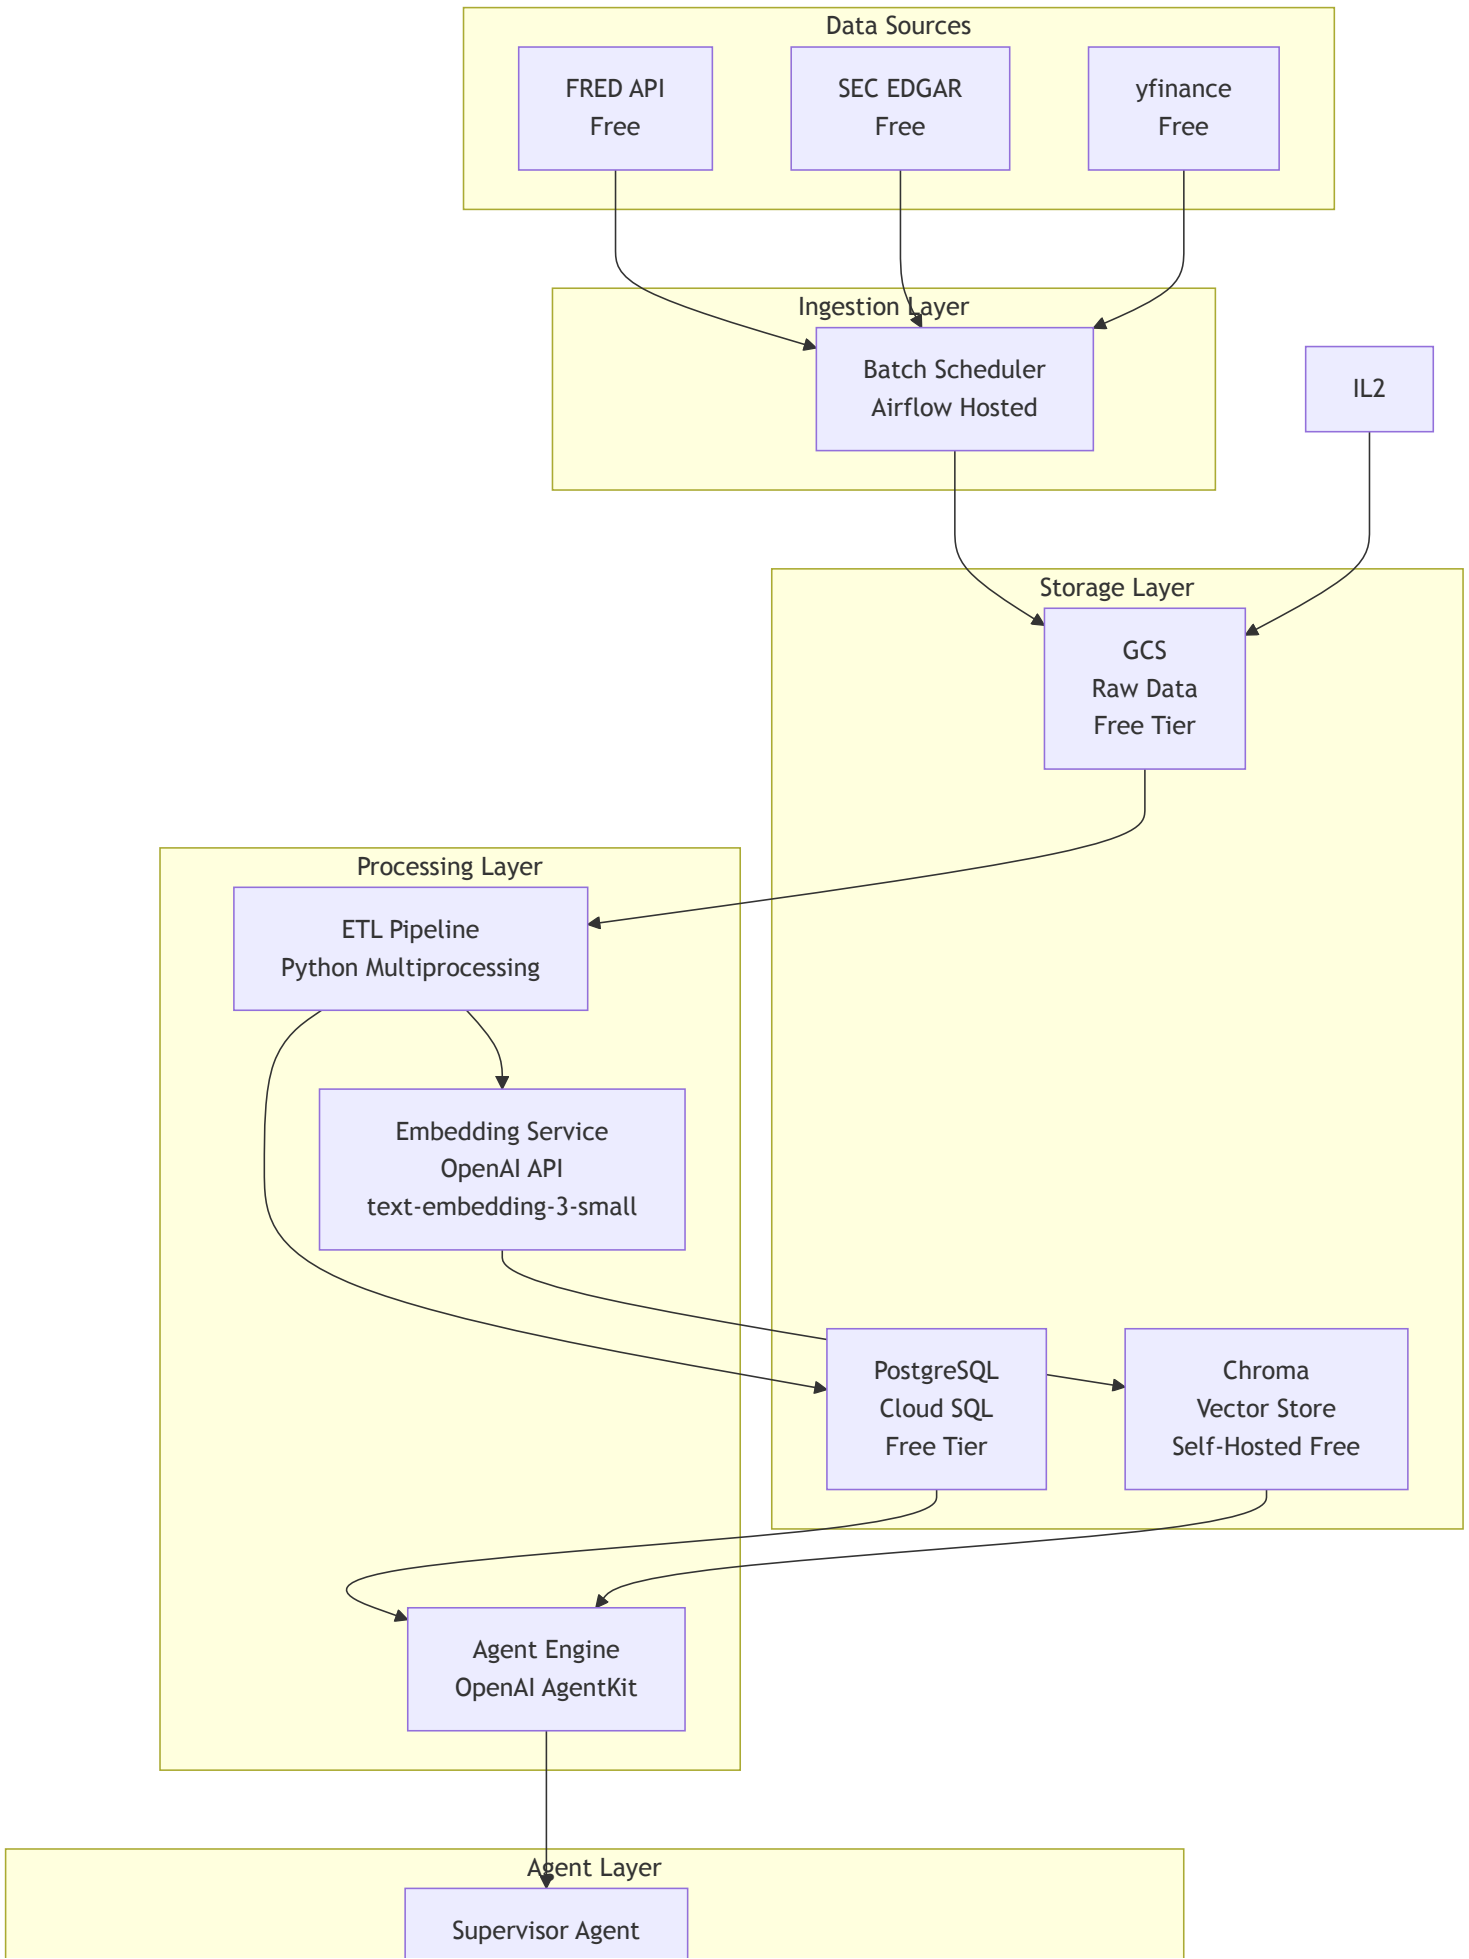 Data Sources
FRED API
Free
SEC EDGAR
Free
yfinance
Free
Ingestion Layer
Batch Scheduler
Airflow Hosted
IL2
Storage Layer
GCS
Raw Data
Free Tier
Processing Layer
ETL Pipeline
Python Multiprocessing
Embedding Service
OpenAI API
text-embedding-3-small
PostgreSQL
Cloud SQL
Free Tier
Chroma
Vector Store
Self-Hosted Free
Agent Engine
OpenAI AgentKit
Agent Layer
Supervisor Agent